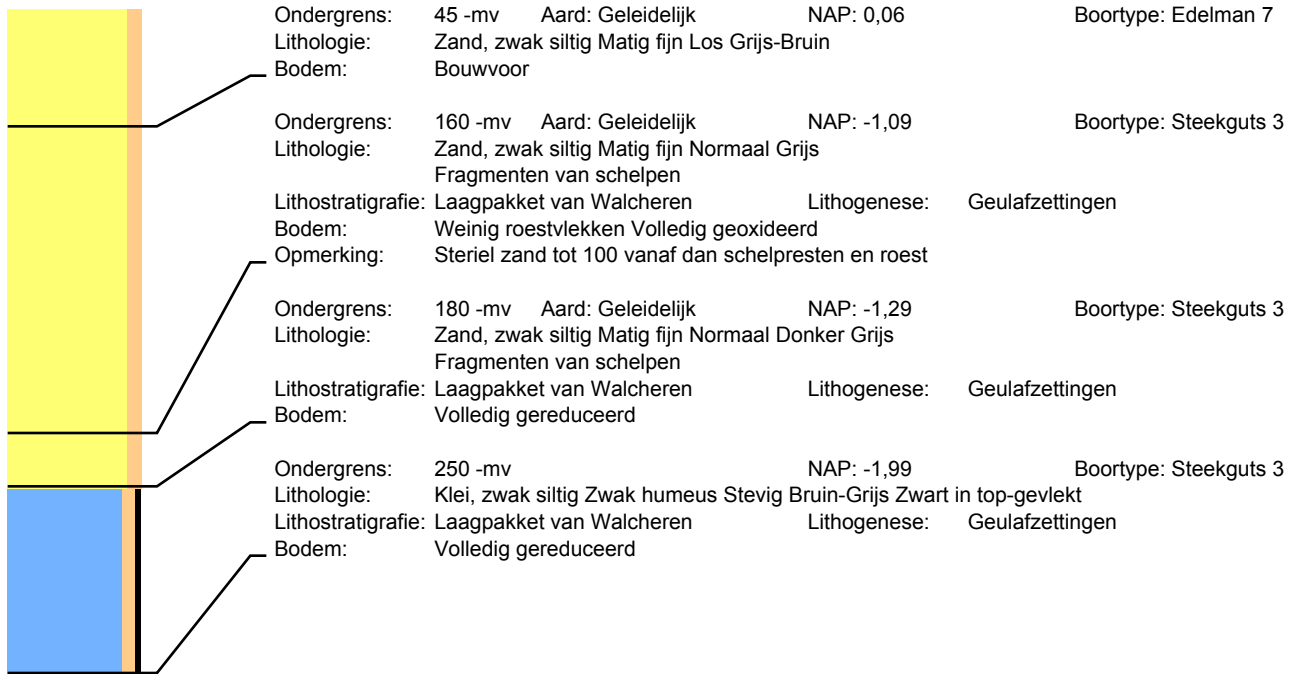 Ondergrens: 45 -mv Aard: Geleidelijk NAP: 0,06 Boortype: Edelman 7
Lithologie: Zand, zwak siltig Matig fijn Los Grijs-Bruin
Bodem: Bouwvoor
Ondergrens: 160 -mv Aard: Geleidelijk NAP: -1,09 Boortype: Steekguts 3
Lithologie: Zand, zwak siltig Matig fijn Normaal Grijs
Fragmenten van schelpen
Lithostratigrafie: Laagpakket van Walcheren Lithogenese: Geulafzettingen
Bodem: Weinig roestvlekken Volledig geoxideerd
Opmerking: Steriel zand tot 100 vanaf dan schelpresten en roest
Ondergrens: 180 -mv Aard: Geleidelijk NAP: -1,29 Boortype: Steekguts 3
Lithologie: Zand, zwak siltig Matig fijn Normaal Donker Grijs
Fragmenten van schelpen
Lithostratigrafie: Laagpakket van Walcheren Lithogenese: Geulafzettingen
Bodem: Volledig gereduceerd
Ondergrens: 250 -mv NAP: -1,99 Boortype: Steekguts 3
Lithologie: Klei, zwak siltig Zwak humeus Stevig Bruin-Grijs Zwart in top-gevlekt
Lithostratigrafie: Laagpakket van Walcheren Lithogenese: Geulafzettingen
Bodem: Volledig gereduceerd